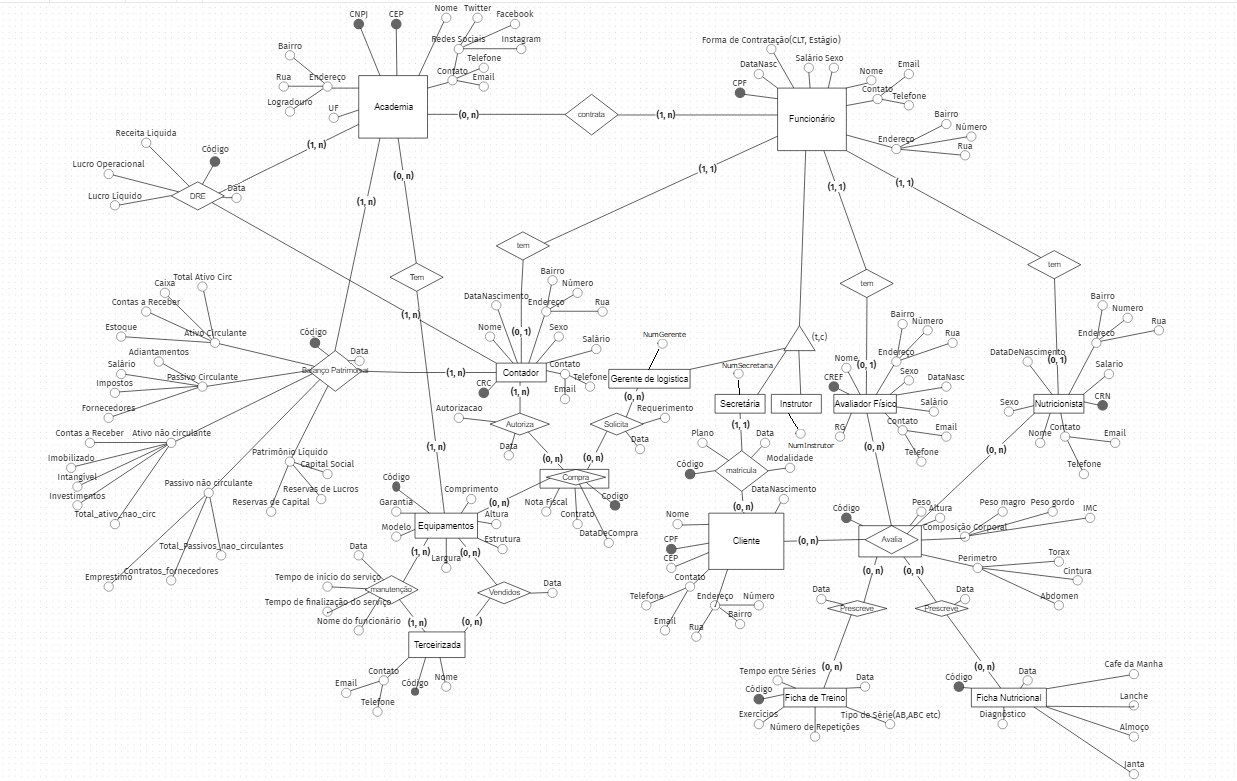 CNPJ
CEP
Nome
Twitter
Facebook
Redes Sociais
Instagram
Bairro
Telefone
Contato
Email
Rua
Endereço
Logradouro
UF
Academia
(0, n)
contrata
(1, n)
Forma de Contratação(CLT, Estágio)
DataNasc
Salário
Sexo
CPF
Nome
Email
Contato
Telefone
Funcionário
Bairro
Endereço
Número
Rua
Receita Liquida
Código
(1, n)
Lucro Operacional
Lucro Líquido
DRE
Data
(0, n)
(1, n)
(1, 1)
(1, 1)
(1, 1)
tem
Tem
tem
tem
Total Ativo Circ
Caixa
Contas a Receber
Estoque
Ativo Circulante
Adiantamentos
Salário
Passivo Circulante
Impostos
Fornecedores
Código
Data
Balanço Patrimonial
(1, n)
Contas a Receber
Ativo não circulante
Imobilizado
Intangível
Investimentos
Total_ativo_nao_circ
Passivo não circulante
Patrimônio Liquido
Capital Social
Reservas de Lucros
Reservas de Capital
Total_Passivos_nao_circulantes
Contratos_fornecedores
Emprestimo
(1, n)
DataNascimento
Bairro
Endereço
Número
Rua
Nome
(0, 1)
Sexo
Salário
Contador
Contato
Telefone
Email
CRC
(1, n)
Autorizacao
Autoriza
Data
(0, n)
NumGerente
Gerente de logistica
(0, n)
Solicita
Requerimento
Data
(0, n)
(t,c)
NumSecretaria
Secretária
Instrutor
NumInstrutor
(1, 1)
Plano
Data
Código
matricula
Modalidade
(0, n)
Nome
(0, 1)
Bairro
Endereço
Número
Rua
CREF
Sexo
DataNasc
Avaliador Físico
Salário
RG
Contato
Email
Telefone
(0, n)
Bairro
Numero
Endereço
Rua
DataDeNascimento
(0, 1)
Salario
Sexo
Nutricionista
CRN
Nome
Contato
Email
Telefone
(0, n)
(1, n)
Compra
Nota Fiscal
Contrato
Codigo
DataDeCompra
(0, n)
Código
Garantia
Comprimento
Modelo
Equipamentos
Altura
Estrutura
Largura
(1, n)
(0, n)
Data
Tempo de início do serviço
manutenção
Tempo de finalização do serviço
Nome do funcionário
Vendidos
Data
(1, n)
(0, n)
Terceirizada
Contato
Email
Telefone
Código
Nome
DataNascimento
Nome
CPF
CEP
Cliente
Contato
Telefone
Email
Endereço
Número
Bairro
Rua
(0, n)
Código
Peso
Altura
Avalia
Composição Corporal
Peso magro
Peso gordo
IMC
Perimetro
Torax
Cintura
Abdomen
(0, n)
(0, n)
Data
Prescreve
Prescreve
Data
(0, n)
(0, n)
Tempo entre Séries
Código
Data
Ficha de Treino
Exercícios
Número de Repetições
Tipo de Série(AB,ABC etc)
Código
Data
Ficha Nutricional
Diagnóstico
Cafe da Manha
Lanche
Almoço
Janta